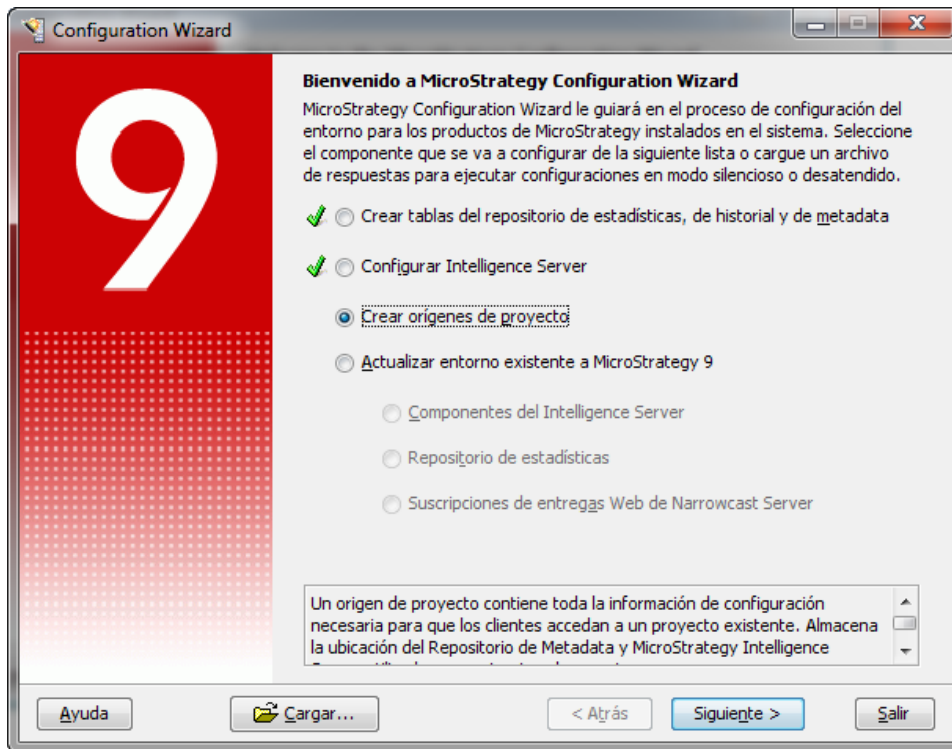 Configuration Wizard
9
Bienvenido a MicroStrategy Configuration Wizard
MicroStrategy Configuration Wizard le guiará en el proceso de configuración del
entorno para los productos de MicroStrategy instalados en el sistema. Seleccione
el componente que se va a configurar de la siguiente lista o cargue un archivo
de respuestas para ejecutar configuraciones en modo silencioso o desatendido.
Crear tablas del repositorio de estadísticas, de historial y de metadata
Configurar Intelligence Server
Crear orígenes de proyecto
Actualizar entorno existente a MicroStrategy 9
Componentes del Intelligence Server
Repositorio de estadísticas
Suscripciones de entregas Web de Narrowcast Server
Un origen de proyecto contiene toda la información de configuración
necesaria para que los clientes accedan a un proyecto existente. Almacena
la ubicación del Repositorio de Metadata y MicroStrategy Intelligence
Ayuda
Cargar...
< Atrás
Siguiente >
Salir